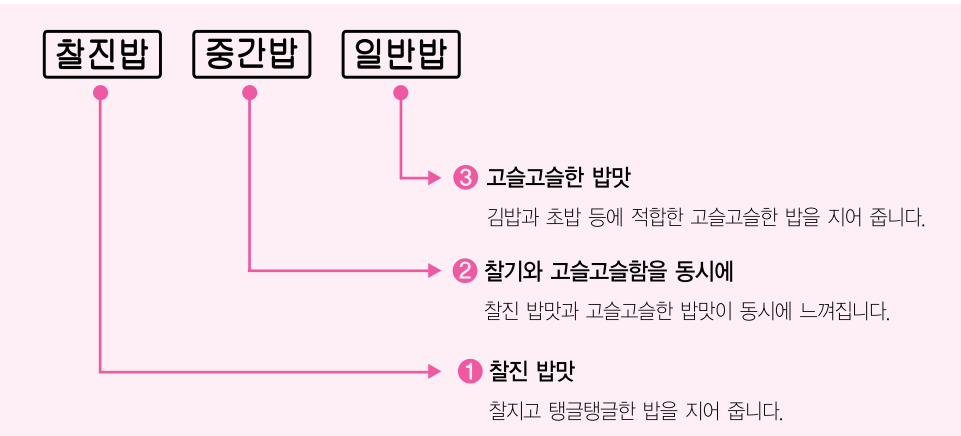 찰진밥 중간밥 일반밥
❸ 고슬고슬한 밥맛
김밥과 초밥 등에 적합한 고슬고슬한 밥을 지어 줍니다.
❷ 찰기와 고슬고슬함을 동시에
찰진 밥맛과 고슬고슬한 밥맛이 동시에 느껴집니다.
❶ 찰진 밥맛
찰지고 탱글탱글한 밥을 지어 줍니다.